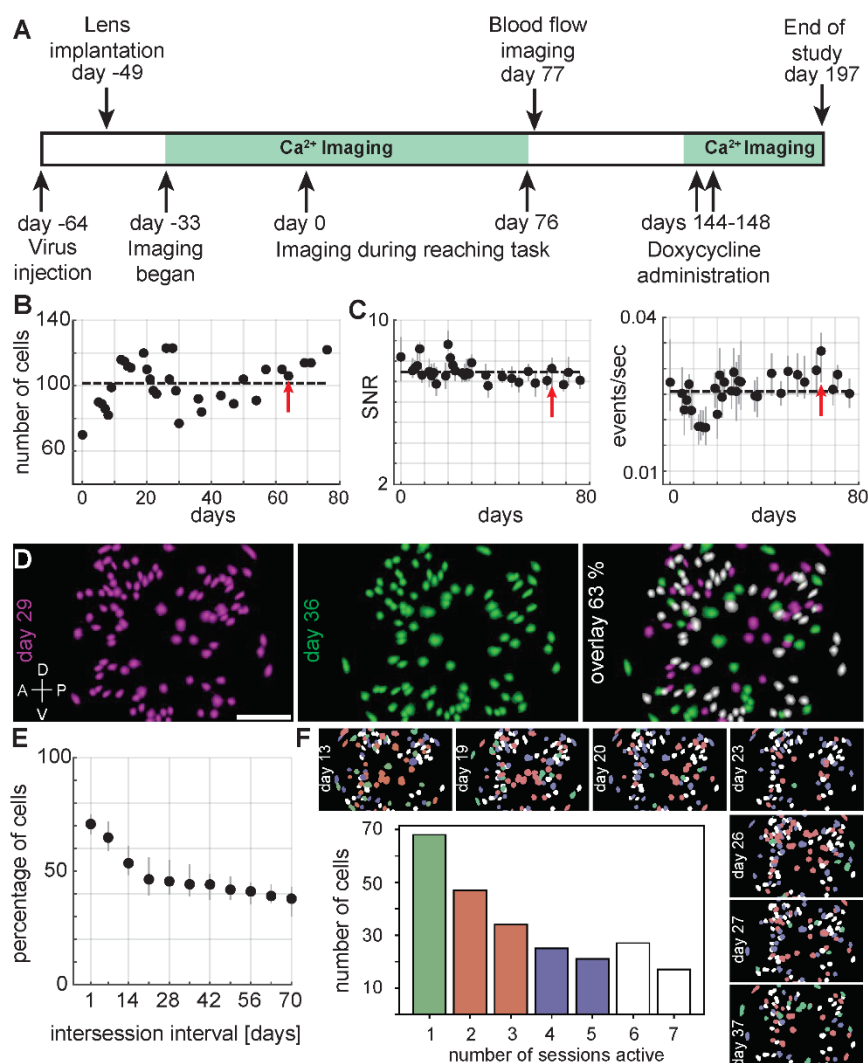 A
Lens
implantation
day -49
Blood flow
imaging
day 77
End of
study
day 197
Ca²⁺ Imaging
Ca²⁺ Imaging
day -64
Virus
injection
day -33
Imaging
began
day 0
day 76
Imaging during reaching task
days 144-148
Doxycycline
administration
B
number of cells
140
100
60
0 20 40 60 80
days
C
SNR
10
2
0 80
days
events/sec
0.04
0.01
0 80
days
D
day 29
D
A P
V
day 36
overlay 63 %
E
percentage of cells
100
50
0
1 14 28 42 56 70
intersession interval [days]
F
day 13
day 19
day 20
day 23
day 26
day 27
day 37
number of cells
70
50
30
10
1 2 3 4 5 6 7
number of sessions active